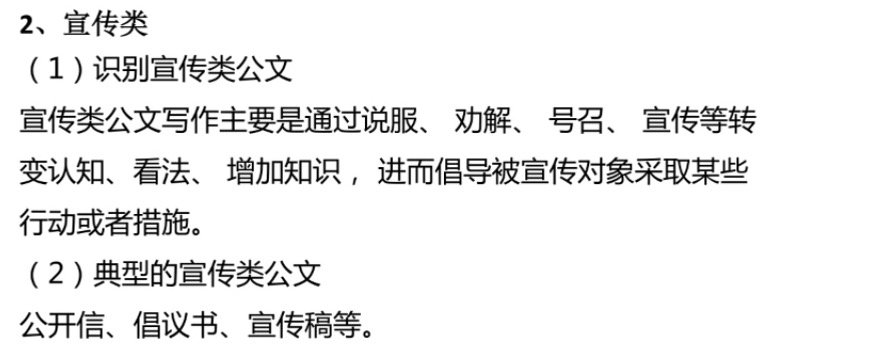 2、宣传类
（1）识别宣传类公文
宣传类公文写作主要是通过说服、 劝解、 号召、 宣传等转
变认知、看法、 增加知识 ，进而倡导被宣传对象采取某些
行动或者措施。
（2）典型的宣传类公文
公开信、倡议书、宣传稿等。